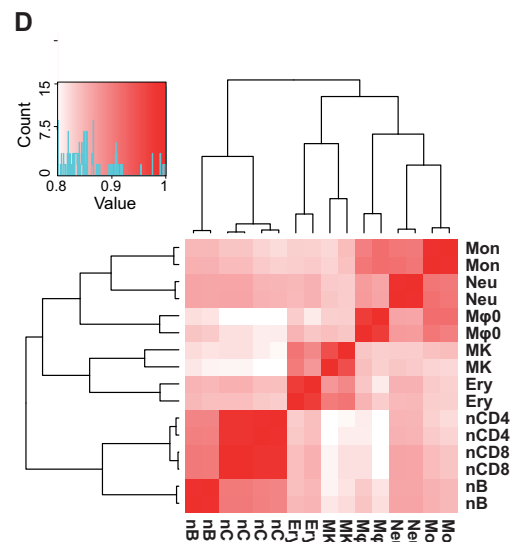 D
Count
15
7.5
0
0.8
0.9
1
Value
Mon
Mon
Neu
Neu
Mφ0
Mφ0
MK
MK
Ery
Ery
nCD4
nCD4
nCD8
nCD8
nB
nB
nB nB nC nC nC nC Ery Ery MK MK Mφ Mφ Neu Neu Mo Mo